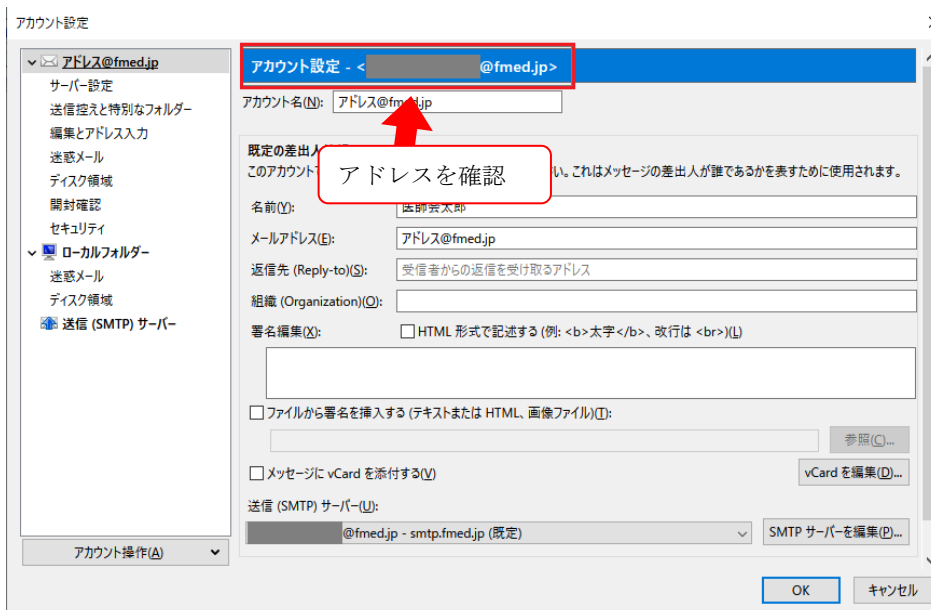 アカウント設定
アドレス@fmed.jp
サーバー設定
送信控えと特別なフォルダー
編集とアドレス入力
迷惑メール
ディスク領域
開封確認
セキュリティ
ローカルフォルダー
迷惑メール
ディスク領域
送信 (SMTP) サーバー
アカウント操作(A)
アカウント設定 - < @fmed.jp>
アカウント名(N): アドレス@fmed.jp
アドレスを確認
既定の差出人
このアカウントで い。これはメッセージの差出人が誰であるかを表すために使用されます。
名前(Y): 医師会太郎
メールアドレス(E): アドレス@fmed.jp
返信先 (Reply-to)(S): 受信者からの返信を受け取るアドレス
組織 (Organization)(O):
署名編集(X): HTML 形式で記述する (例: <b>太字</b>、改行は <br>)(L)
ファイルから署名を挿入する (テキストまたは HTML、画像ファイル)(T):
参照(C)...
メッセージに vCard を添付する(V) vCard を編集(D)...
送信 (SMTP) サーバー(U):
@fmed.jp - smtp.fmed.jp (既定) SMTP サーバーを編集(P)...
OK キャンセル